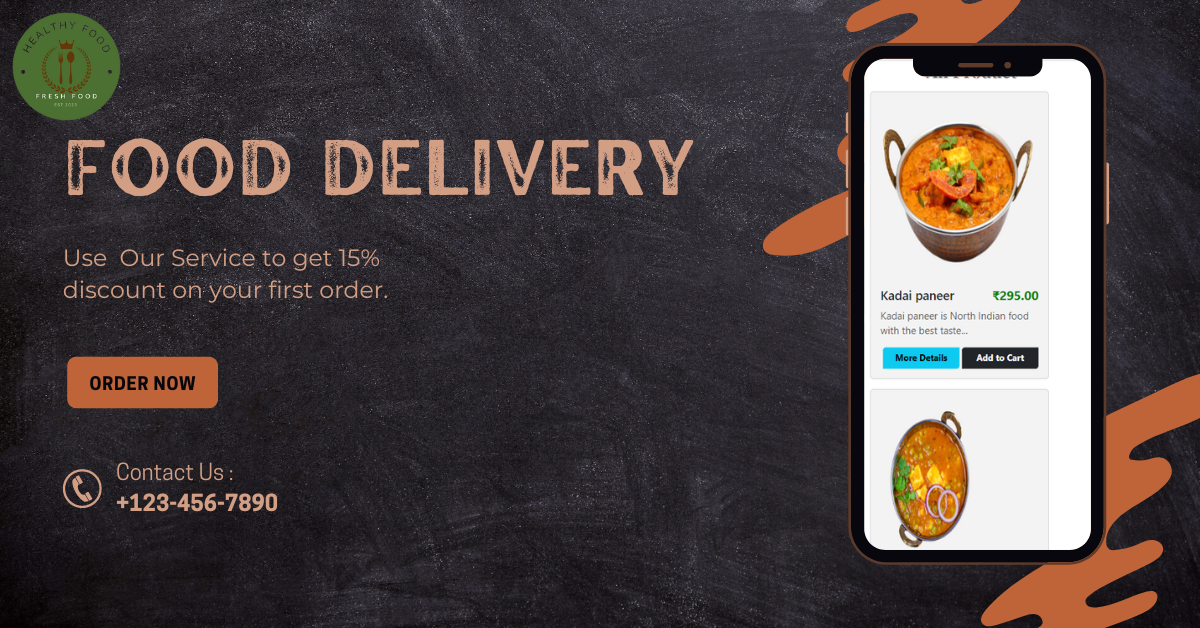 HEALTHY FOOD
FRESH FOOD
EST 2023
FOOD DELIVERY
Use Our Service to get 15%
discount on your first order.
ORDER NOW
Contact Us :
+123-456-7890
Kadai paneer ₹295.00
Kadai paneer is North Indian food
with the best taste...
More Details Add to Cart